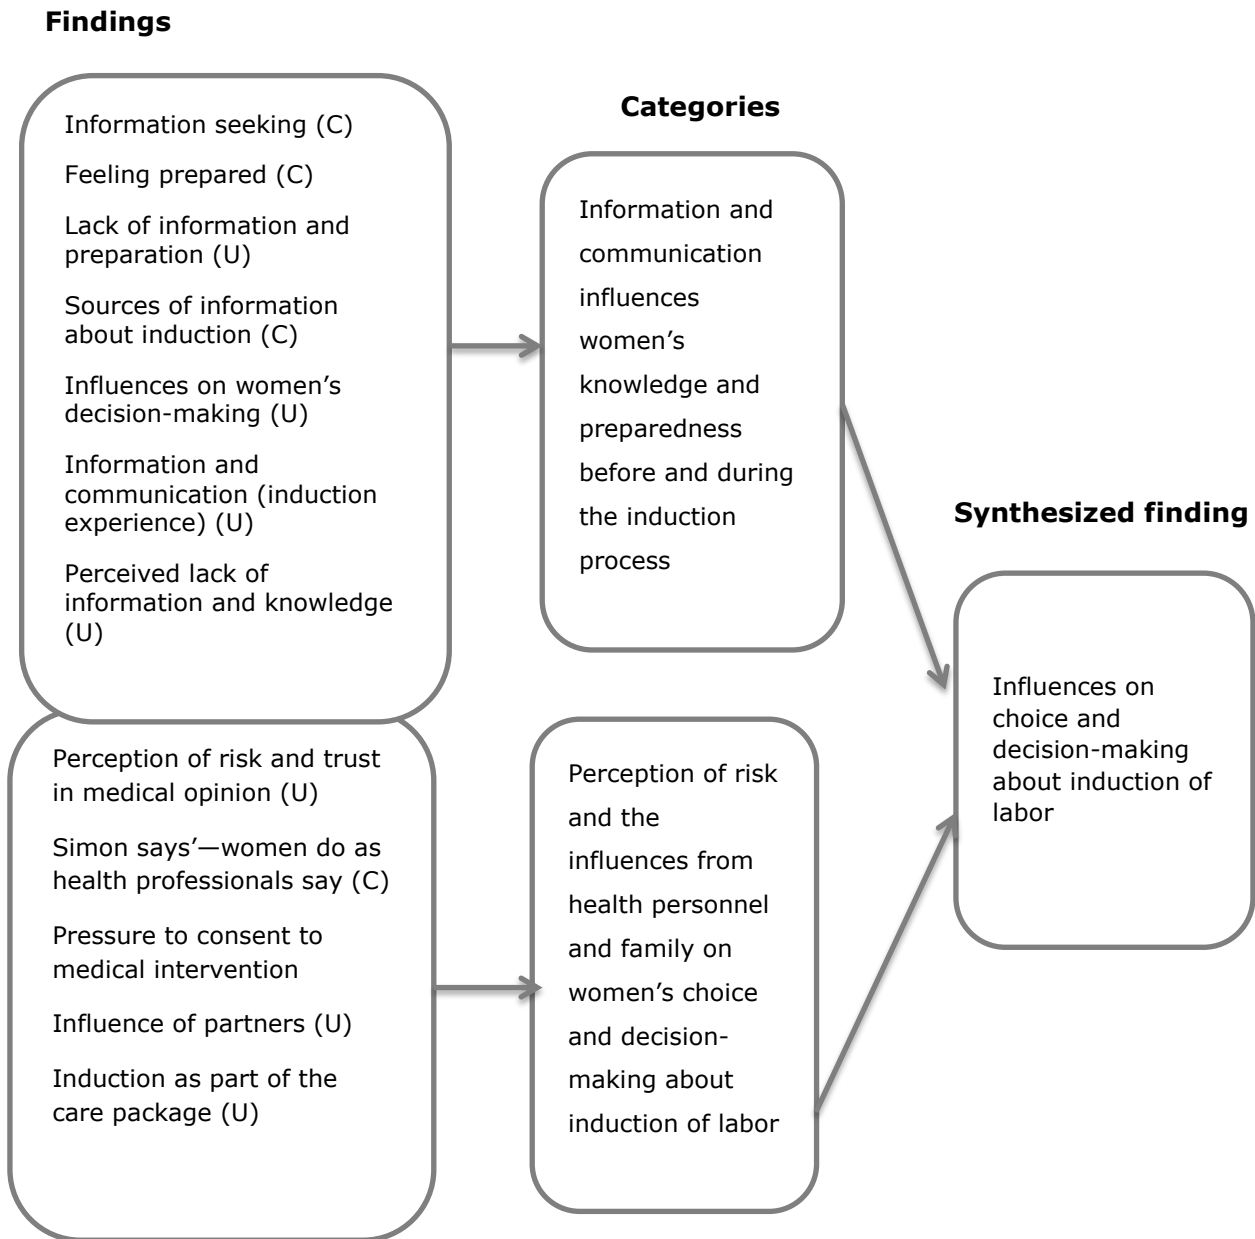 Findings
Information seeking (C)
Feeling prepared (C)
Lack of information and
preparation (U)
Sources of information
about induction (C)
Influences on women's
decision-making (U)
Information and
communication (induction
experience) (U)
Perceived lack of
information and knowledge
(U)
Perception of risk and trust
in medical opinion (U)
Simon says'—women do as
health professionals say (C)
Pressure to consent to
medical intervention
Influence of partners (U)
Induction as part of the
care package (U)
Categories
Information and
communication
influences
women's
knowledge and
preparedness
before and during
the induction
process
Perception of risk
and the
influences from
health personnel
and family on
women's choice
and decision-
making about
induction of labor
Synthesized finding
Influences on
choice and
decision-making
about induction of
labor